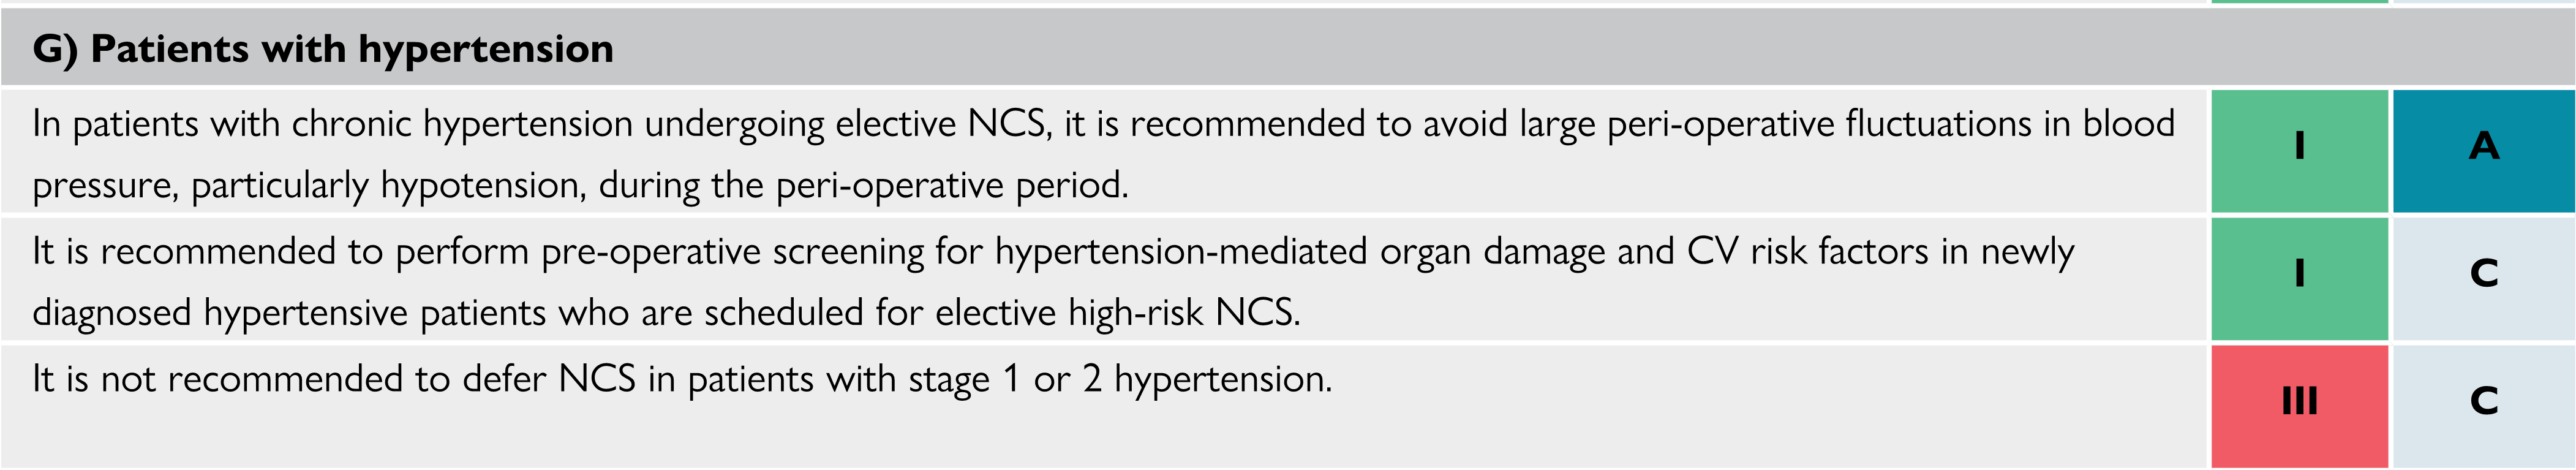 G) Patients with hypertension
In patients with chronic hypertension undergoing elective NCS, it is recommended to avoid large peri-operative fluctuations in blood
pressure, particularly hypotension, during the peri-operative period.
I
A
It is recommended to perform pre-operative screening for hypertension-mediated organ damage and CV risk factors in newly
diagnosed hypertensive patients who are scheduled for elective high-risk NCS.
I
C
It is not recommended to defer NCS in patients with stage 1 or 2 hypertension.
III
C